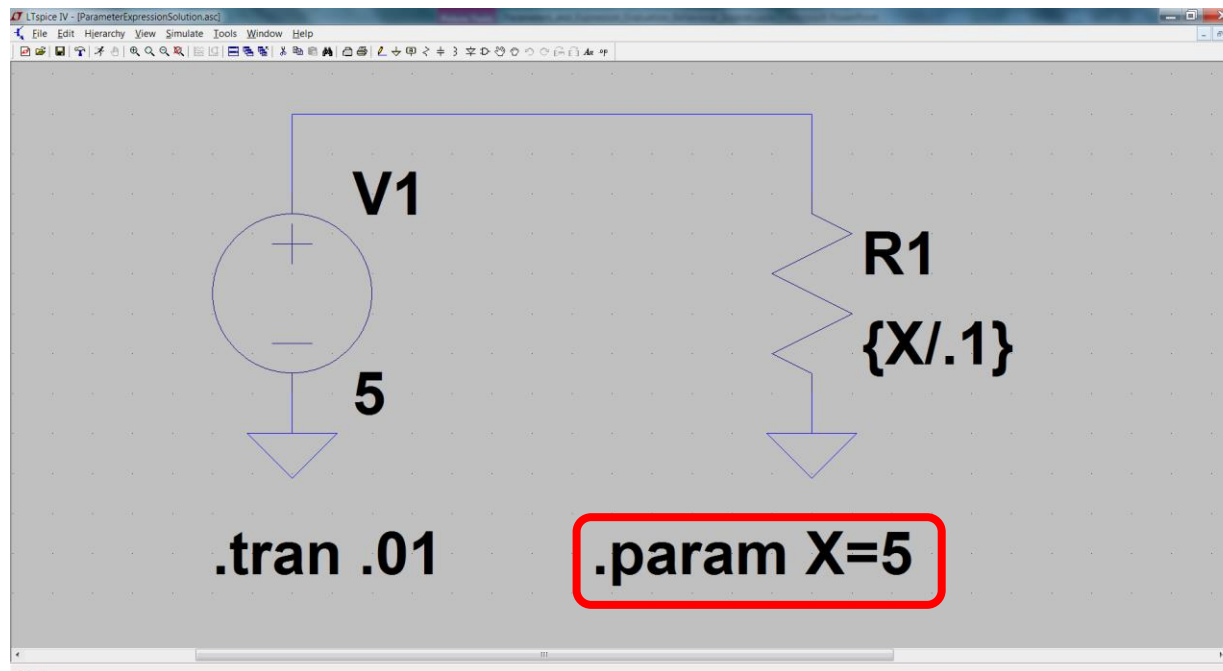 LTspice IV - [ParameterExpressionSolution.asc]
File Edit Hierarchy View Simulate Tools Window Help
V1
R1
{X/.1}
5
.tran .01
.param X=5